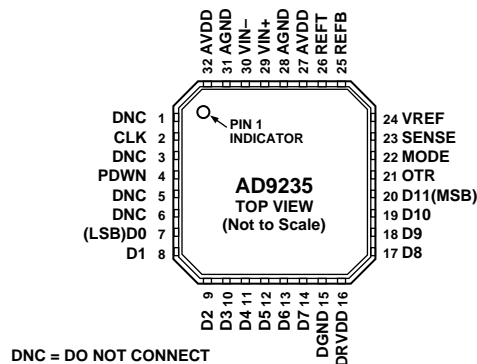 32 AVDD
31 AGND
30 VIN–
29 VIN+
28 AGND
27 AVDD
26 REFT
25 REFB
DNC 1
CLK 2
DNC 3
PDWN 4
DNC 5
DNC 6
(LSB)D0 7
D1 8
PIN 1
INDICATOR
AD9235
TOP VIEW
(Not to Scale)
24 VREF
23 SENSE
22 MODE
21 OTR
20 D11(MSB)
19 D10
18 D9
17 D8
D2 9
D3 10
D4 11
D5 12
D6 13
D7 14
DGND 15
DRVDD 16
DNC = DO NOT CONNECT